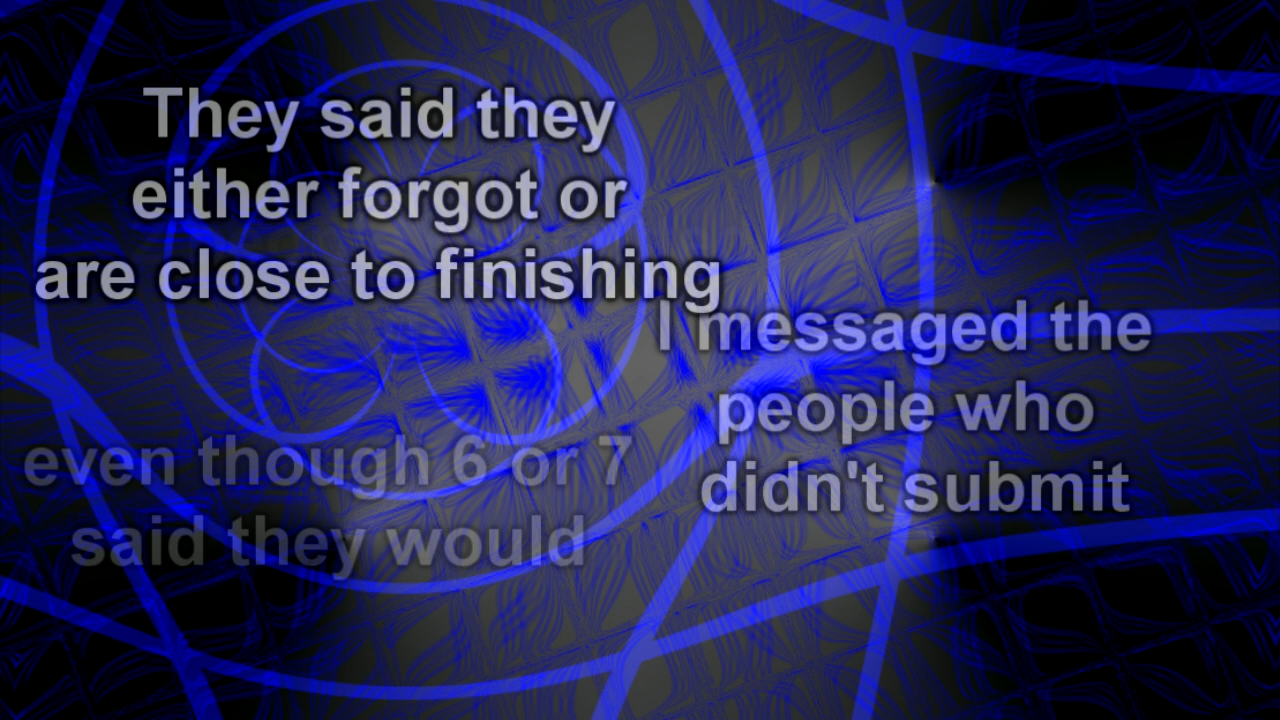 They said they
either forgot or
are close to finishing
I messaged the
people who
didn't submit
even though 6 or 7
said they would